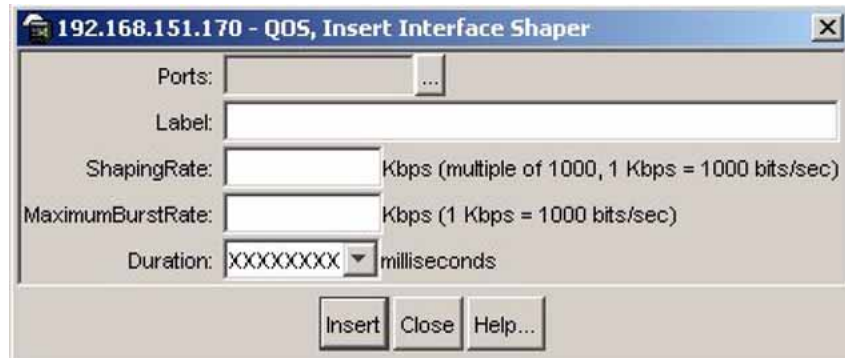 192.168.151.170 - QOS, Insert Interface Shaper
Ports: ...
Label:
ShapingRate: Kbps (multiple of 1000, 1 Kbps = 1000 bits/sec)
MaximumBurstRate: Kbps (1 Kbps = 1000 bits/sec)
Duration: XXXXXXXX milliseconds
Insert Close Help...